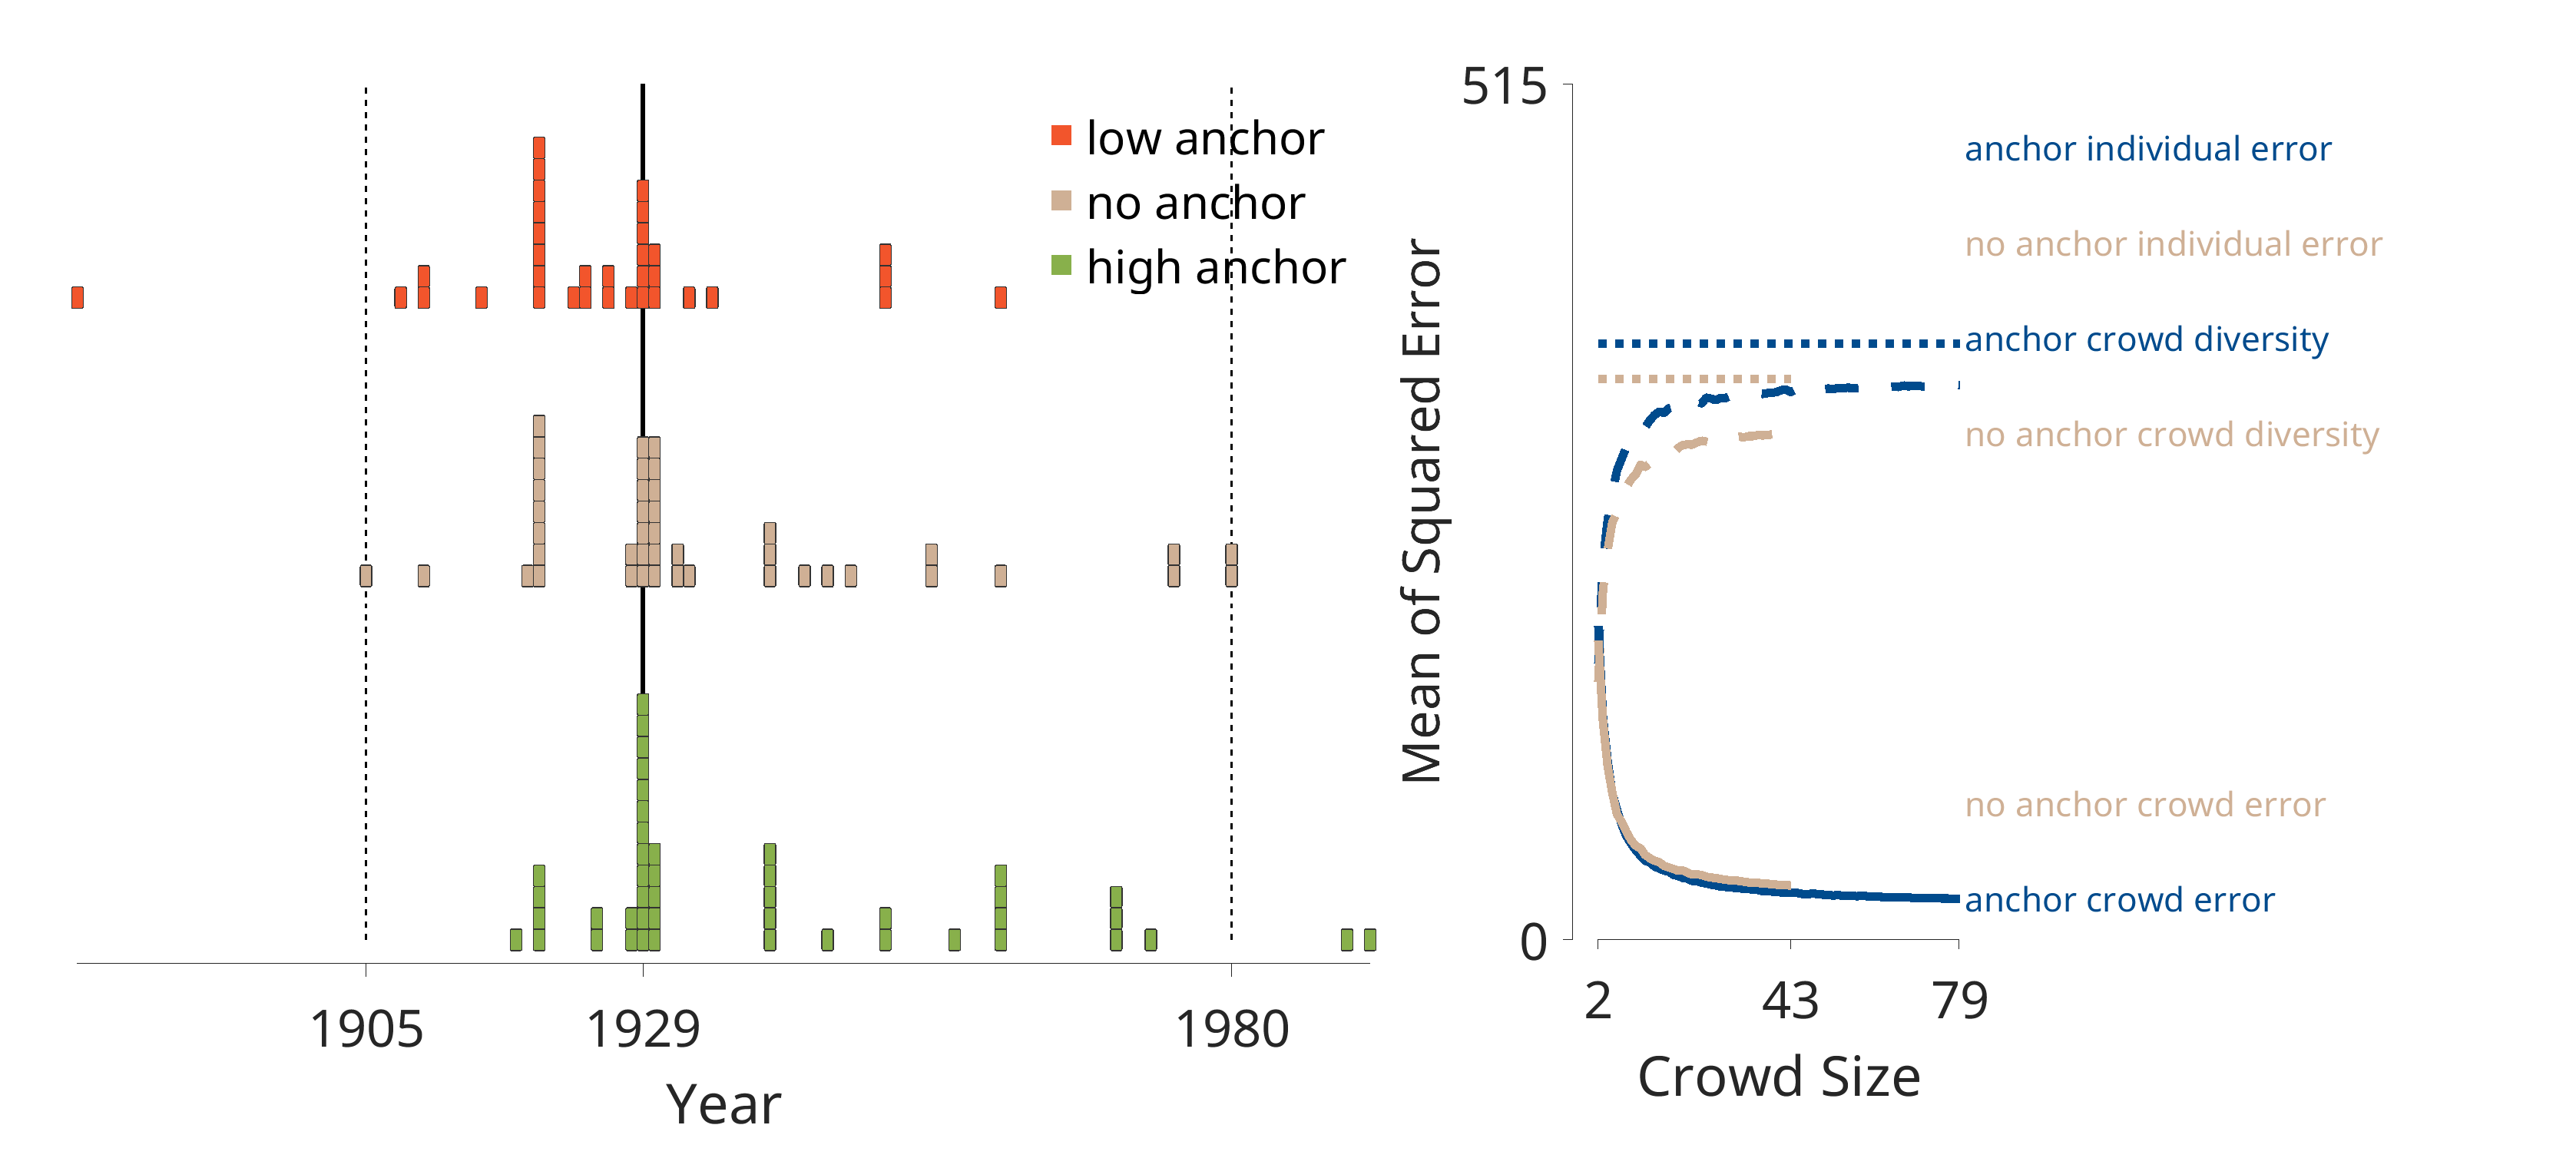 low anchor
no anchor
high anchor
1905
1929
1980
Year
515
0
Mean of Squared Error
2
43
79
Crowd Size
anchor individual error
no anchor individual error
anchor crowd diversity
no anchor crowd diversity
no anchor crowd error
anchor crowd error